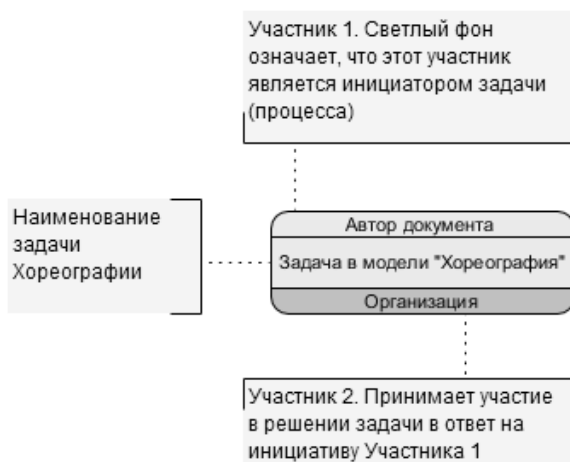 Участник 1. Светлый фон
означает, что этот участник
является инициатором задачи
(процесса)
Наименование
задачи
Хореографии
Автор документа
Задача в модели "Хореография"
Организация
Участник 2. Принимает участие
в решении задачи в ответ на
инициативу Участника 1